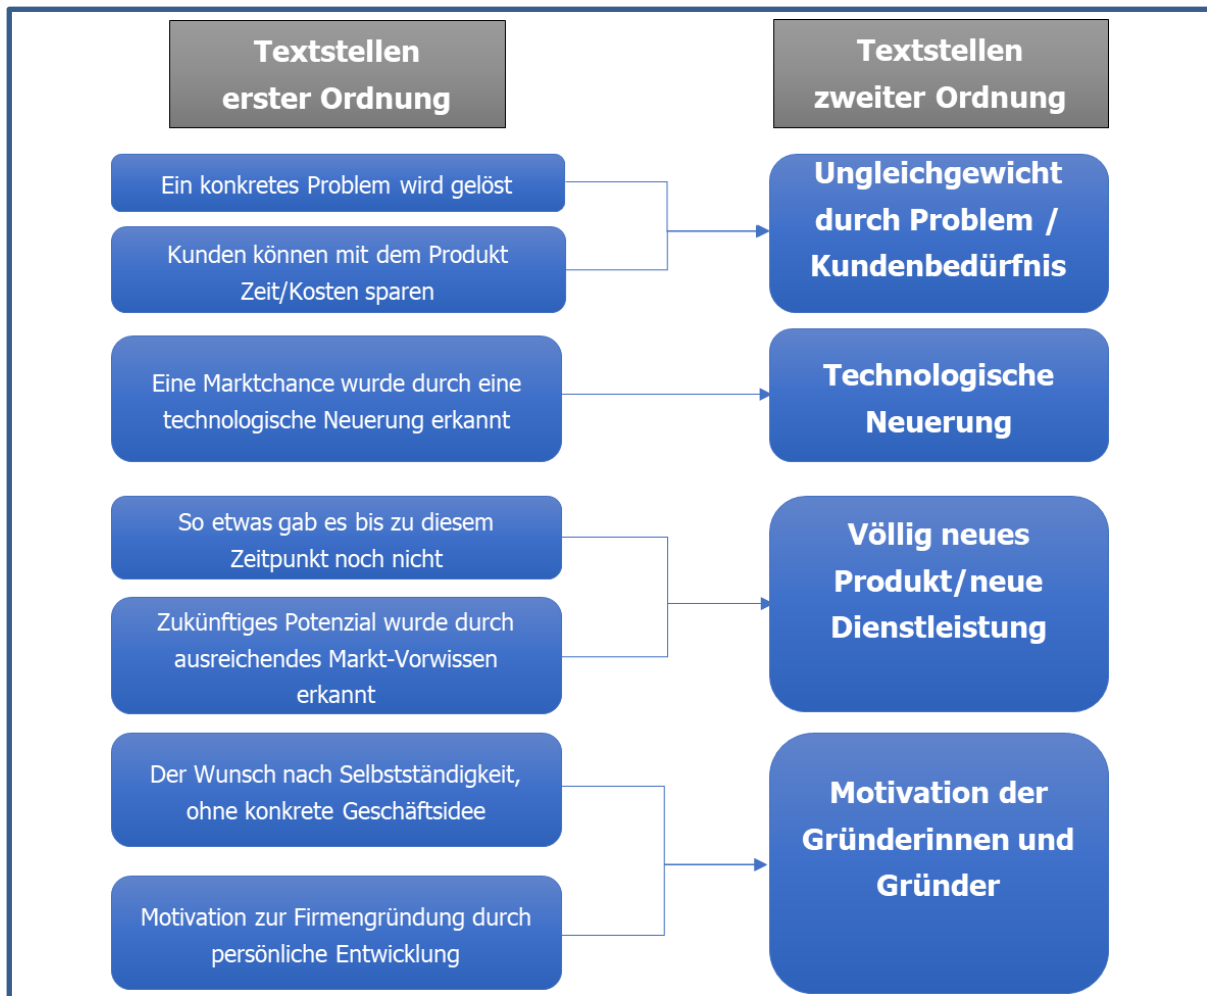 Textstellen
erster Ordnung
Textstellen
zweiter Ordnung
Ein konkretes Problem wird gelöst
Kunden können mit dem Produkt
Zeit/Kosten sparen
Ungleichgewicht
durch Problem /
Kundenbedürfnis
Eine Marktchance wurde durch eine
technologische Neuerung erkannt
Technologische
Neuerung
So etwas gab es bis zu diesem
Zeitpunkt noch nicht
Zukünftiges Potenzial wurde durch
ausreichendes Markt-Vorwissen
erkannt
Völlig neues
Produkt/neue
Dienstleistung
Der Wunsch nach Selbstständigkeit,
ohne konkrete Geschäftsidee
Motivation zur Firmengründung durch
persönliche Entwicklung
Motivation der
Gründerinnen und
Gründer